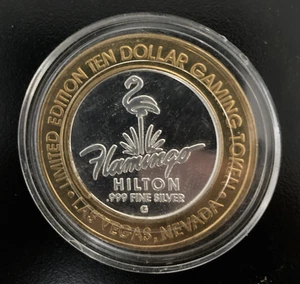 LIMITED EDITION TEN DOLLAR GAMING TOKEN
Flamingo
HILTON
.999 FINE SILVER
G
LAS VEGAS, NEVADA